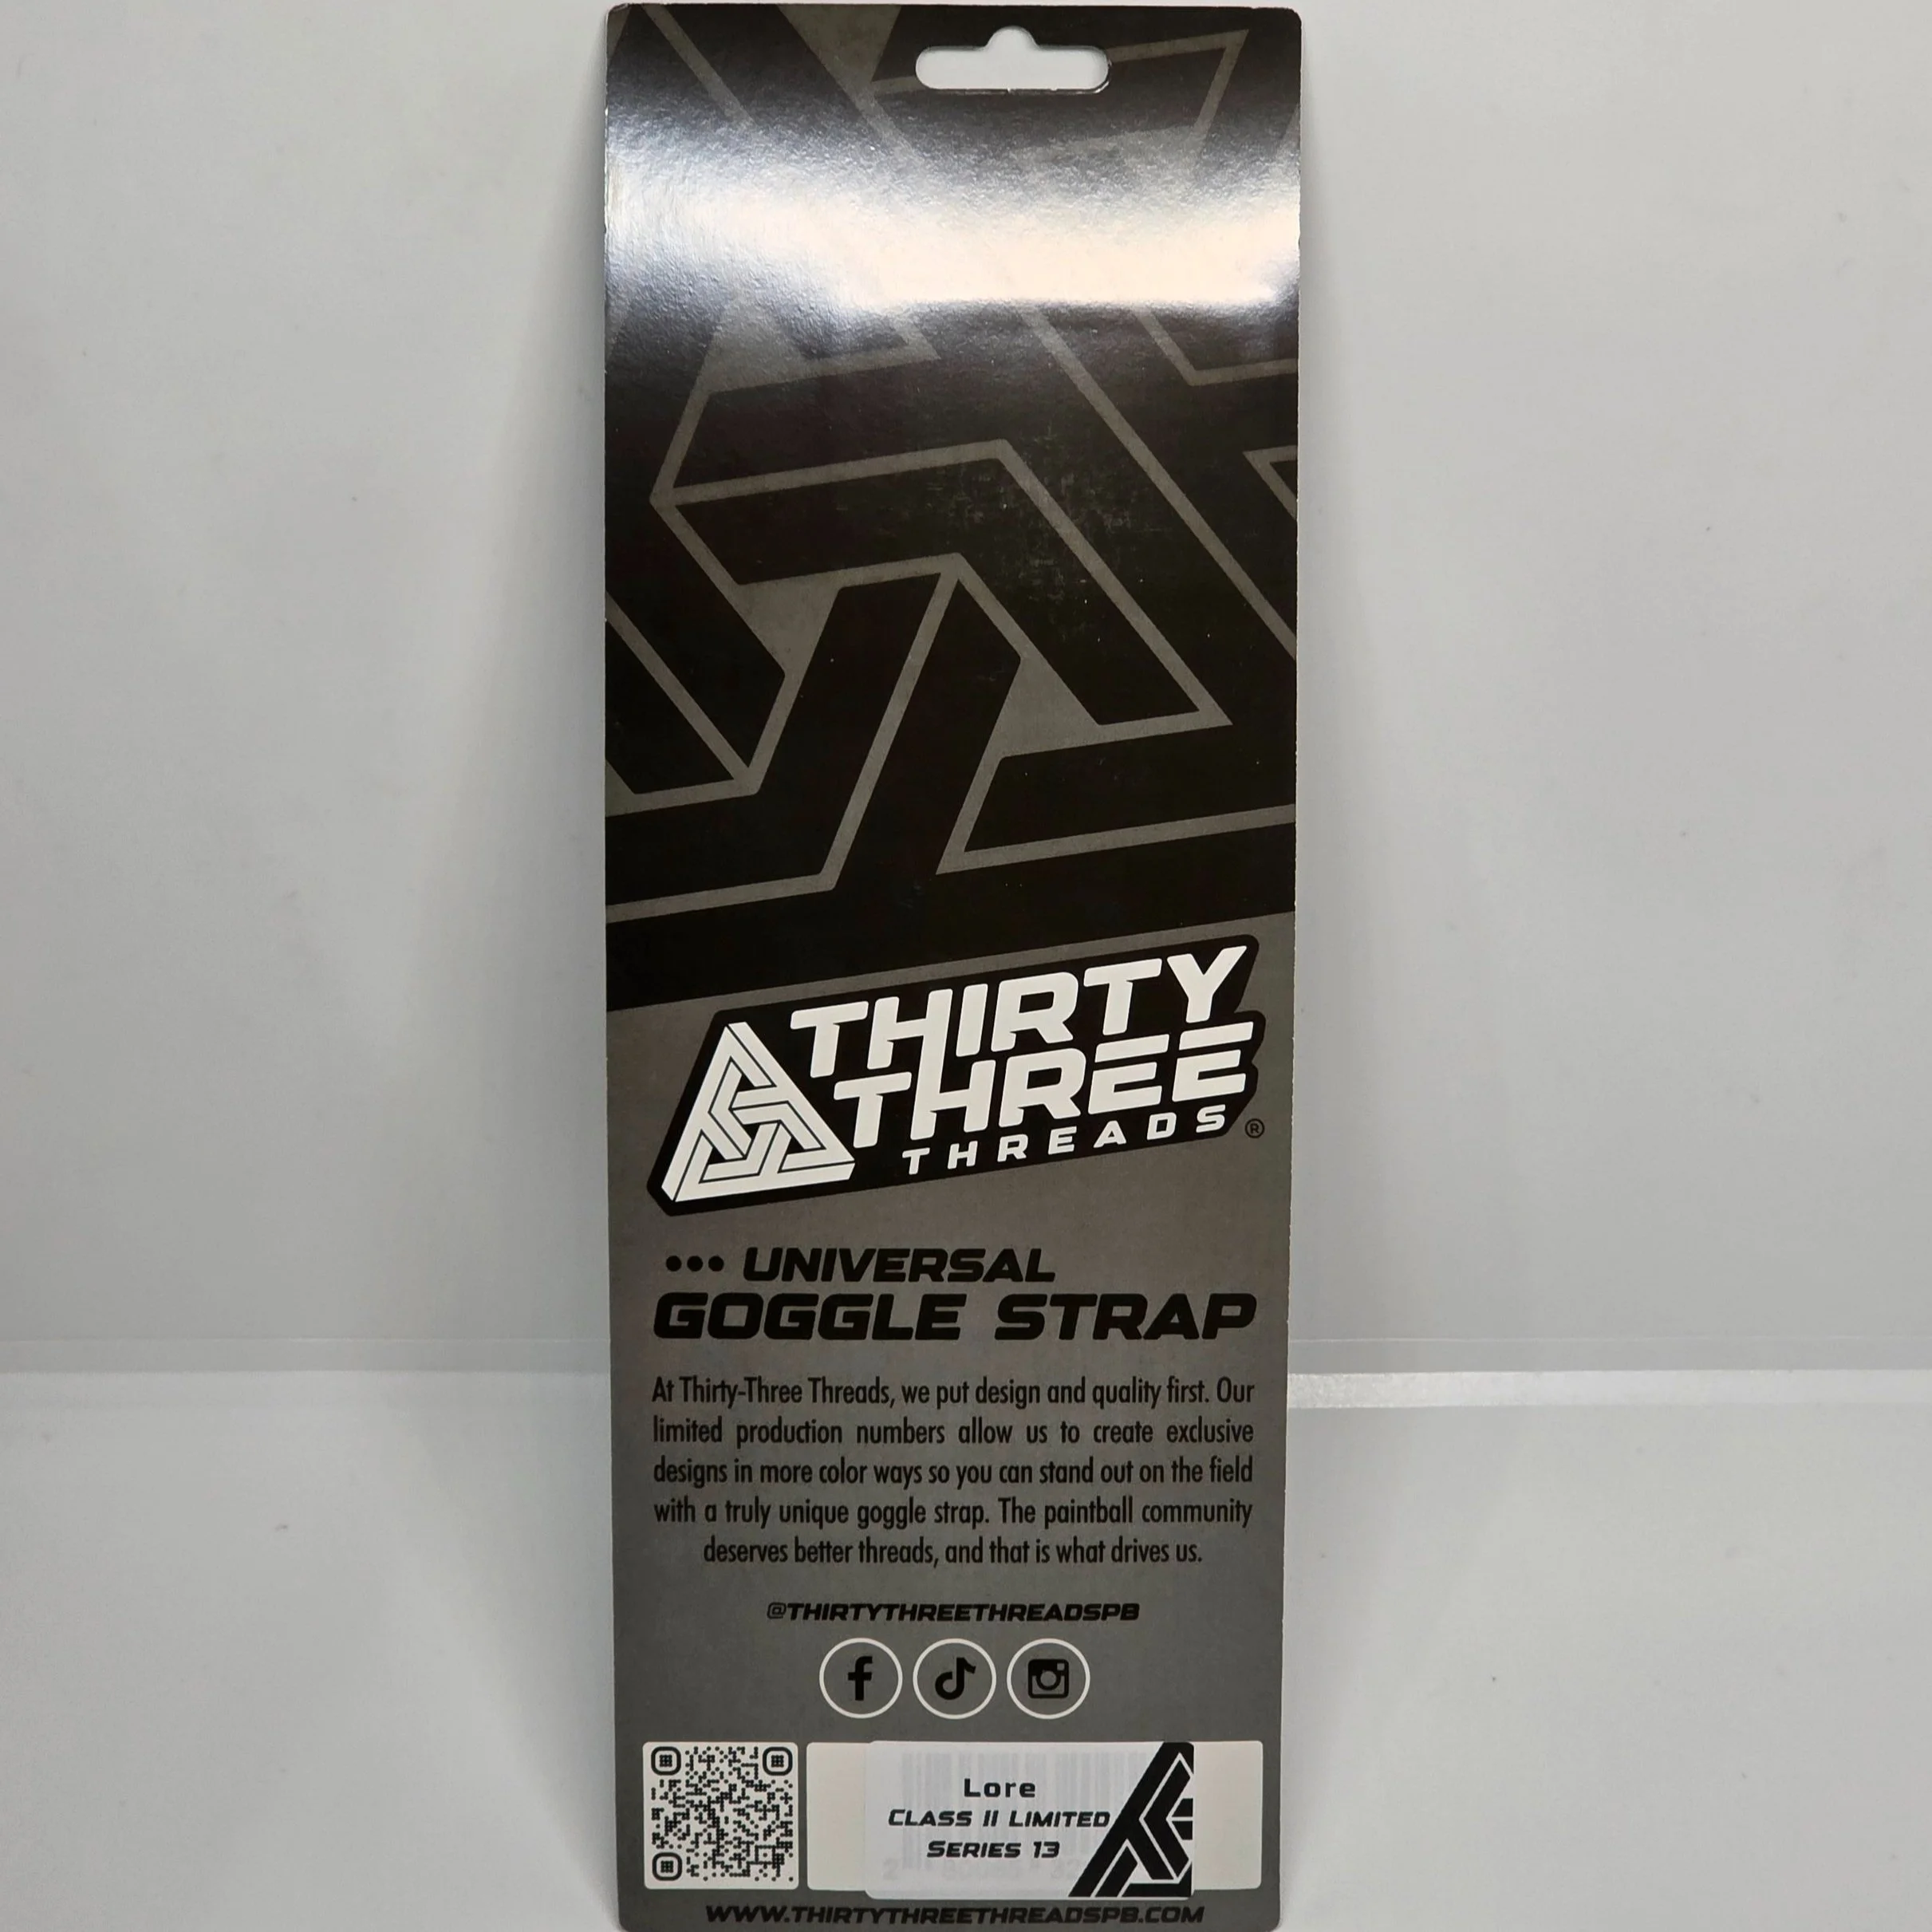 THIRTY
THREE
THREADS ®
••• UNIVERSAL
GOGGLE STRAP
At Thirty-Three Threads, we put design and quality first. Our
limited production numbers allow us to create exclusive
designs in more color ways so you can stand out on the field
with a truly unique goggle strap. The paintball community
deserves better threads, and that is what drives us.
@THIRTYTHREETHREADSPB
Lore
CLASS II LIMITED
SERIES 13
WWW.THIRTYTHREETHREADSPB.COM